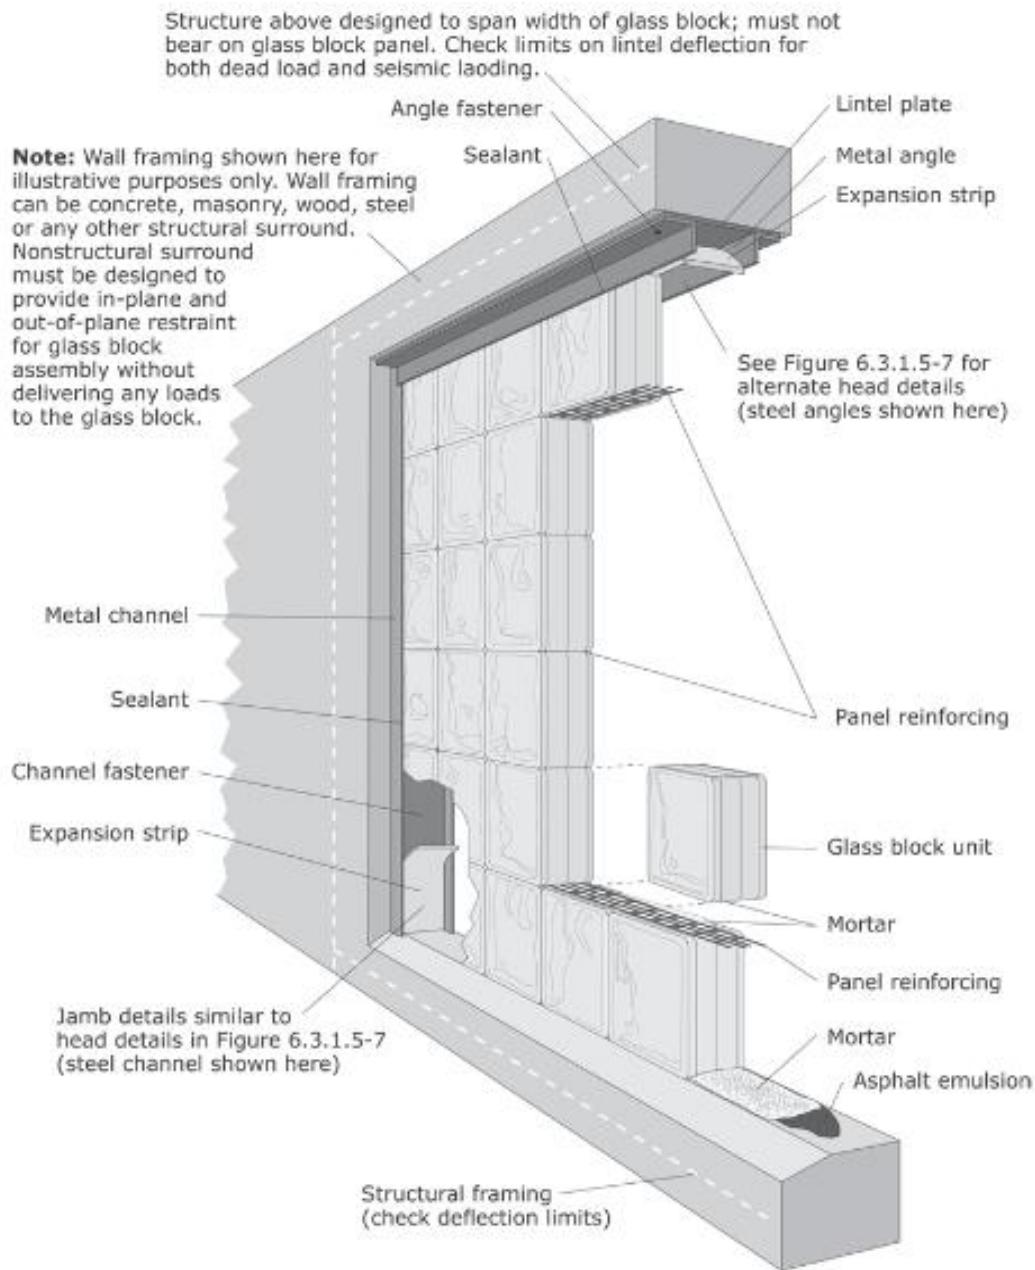 Structure above designed to span width of glass block; must not
bear on glass block panel. Check limits on lintel deflection for
both dead load and seismic laoding.
Angle fastener
Lintel plate
Sealant
Metal angle
Expansion strip
Note: Wall framing shown here for
illustrative purposes only. Wall framing
can be concrete, masonry, wood, steel
or any other structural surround.
Nonstructural surround
must be designed to
provide in-plane and
out-of-plane restraint
for glass block
assembly without
delivering any loads
to the glass block.
See Figure 6.3.1.5-7 for
alternate head details
(steel angles shown here)
Metal channel
Sealant
Panel reinforcing
Channel fastener
Expansion strip
Glass block unit
Mortar
Panel reinforcing
Jamb details similar to
head details in Figure 6.3.1.5-7
(steel channel shown here)
Mortar
Asphalt emulsion
Structural framing
(check deflection limits)